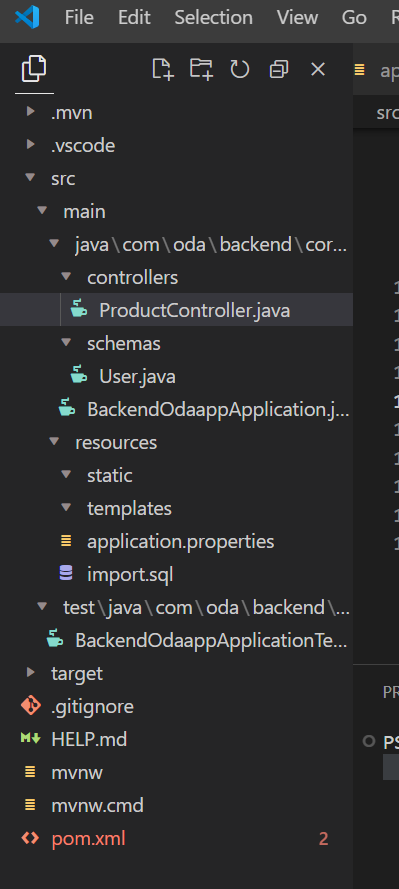 File Edit Selection View Go R
ap
.mvn
.vscode
src
src
main
java\com\oda\backend\cor...
controllers
ProductController.java
schemas
User.java
BackendOdaappApplication.j...
resources
static
templates
application.properties
import.sql
test\java\com\oda\backend\...
BackendOdaappApplicationTe...
target
.gitignore
PR
HELP.md
PS
mvnw
mvnw.cmd
pom.xml 2